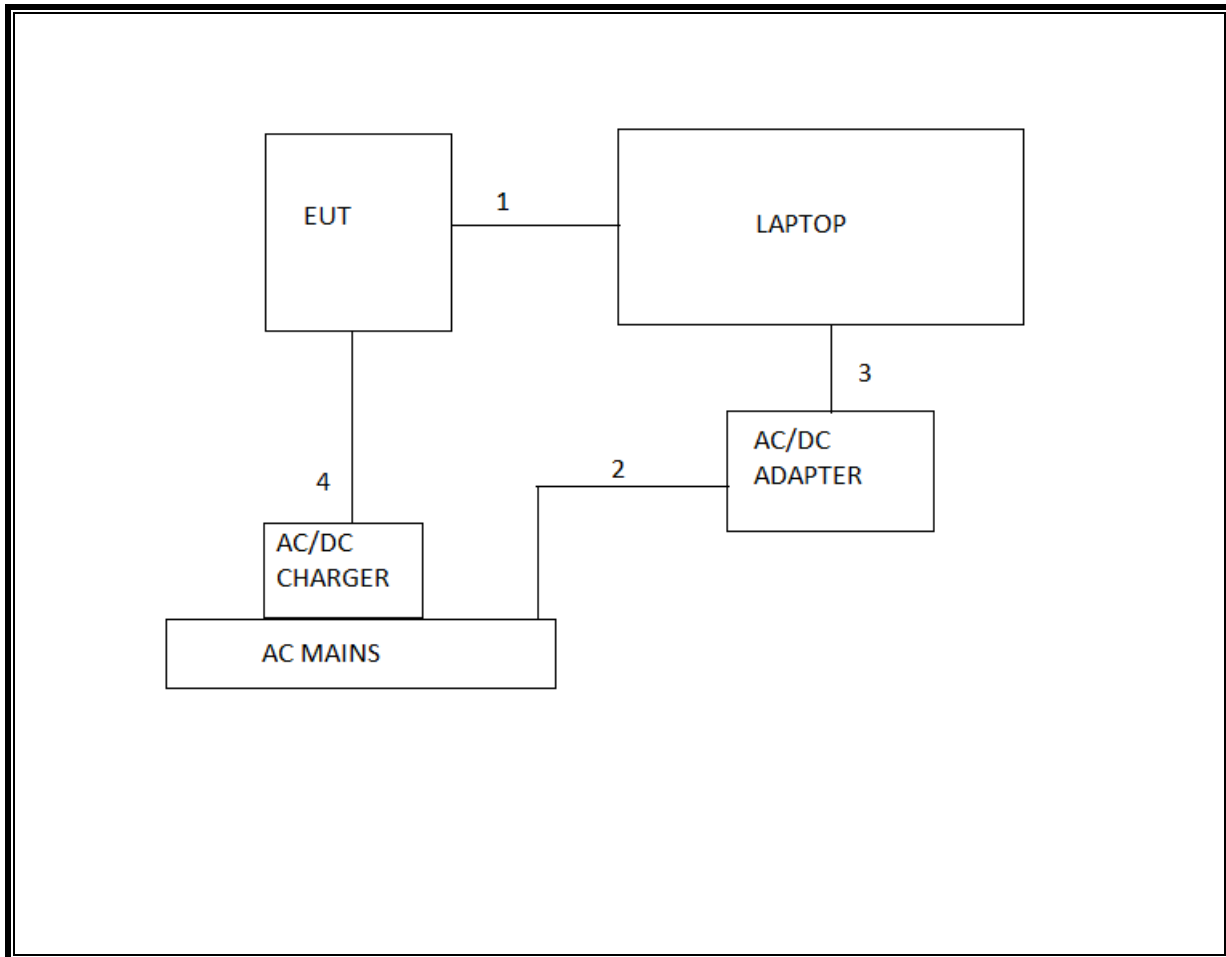 EUT
1
LAPTOP
3
AC/DC
ADAPTER
2
4
AC/DC
CHARGER
AC MAINS